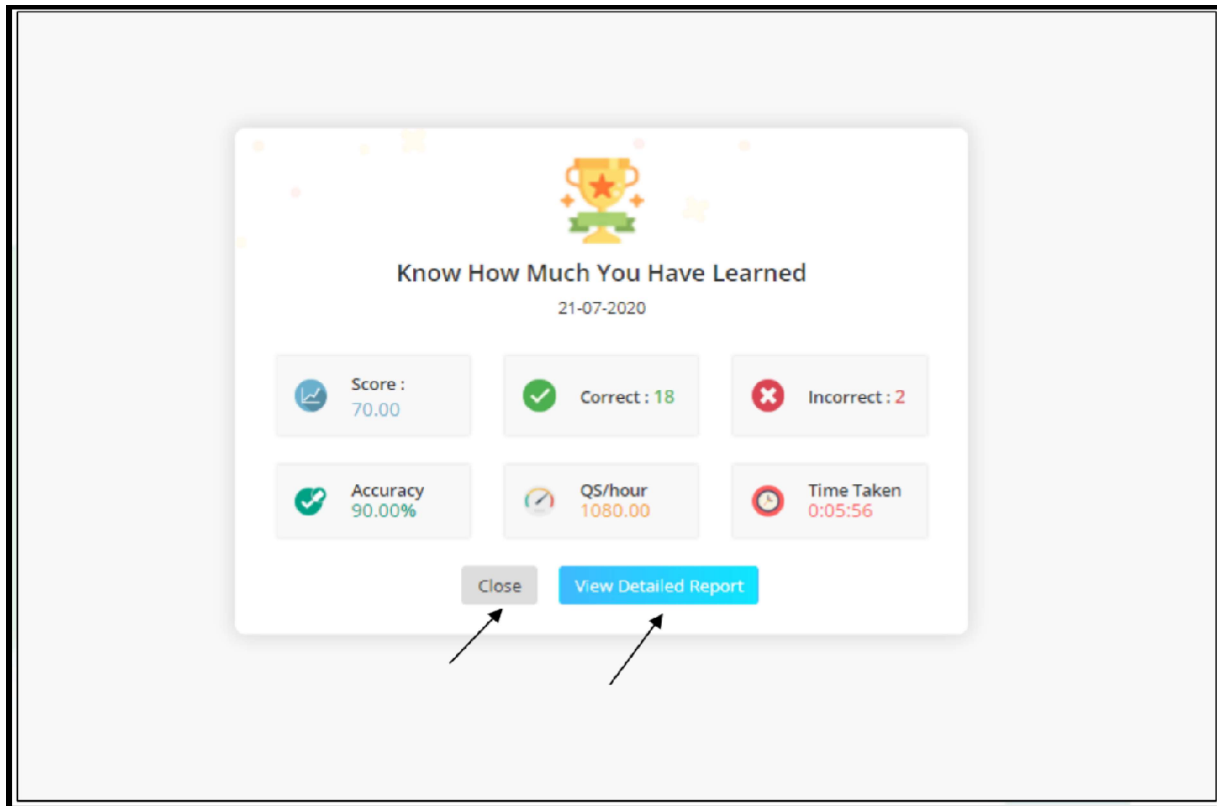 Know How Much You Have Learned
21-07-2020
Score :
70.00
Correct : 18
Incorrect : 2
Accuracy
90.00%
QS/hour
1080.00
Time Taken
0:05:56
Close
View Detailed Report